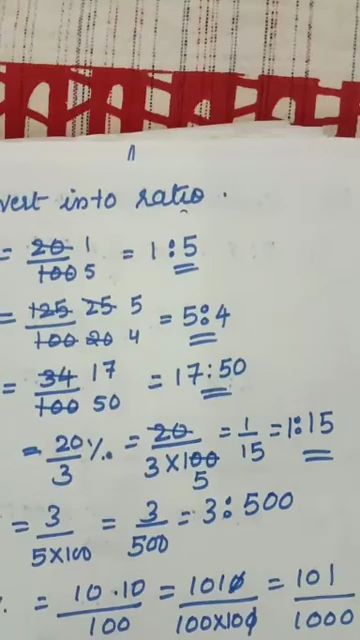 vert into ratio.
= 20/100 1/5 = 1:5
= 125/100 25/20 5/4 = 5:4
= 34/100 17/50 = 17:50
= 20/3 % = 20/3×100 5 = 1/15 = 1:15
= 3/5×100 = 3/500 = 3:500
. = 10.10/100 = 1010/100×100 = 101/1000